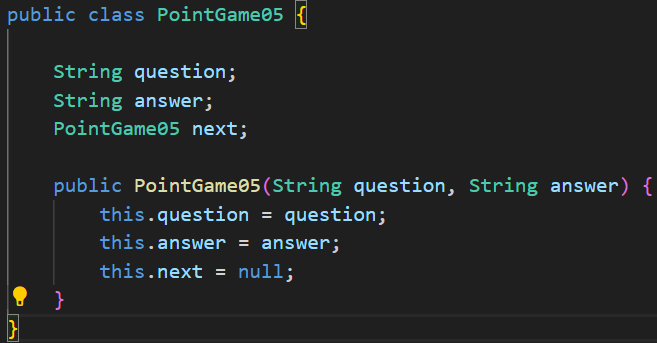 public class PointGame05 {
String question;
String answer;
PointGame05 next;
public PointGame05(String question, String answer) {
this.question = question;
this.answer = answer;
this.next = null;
}
}